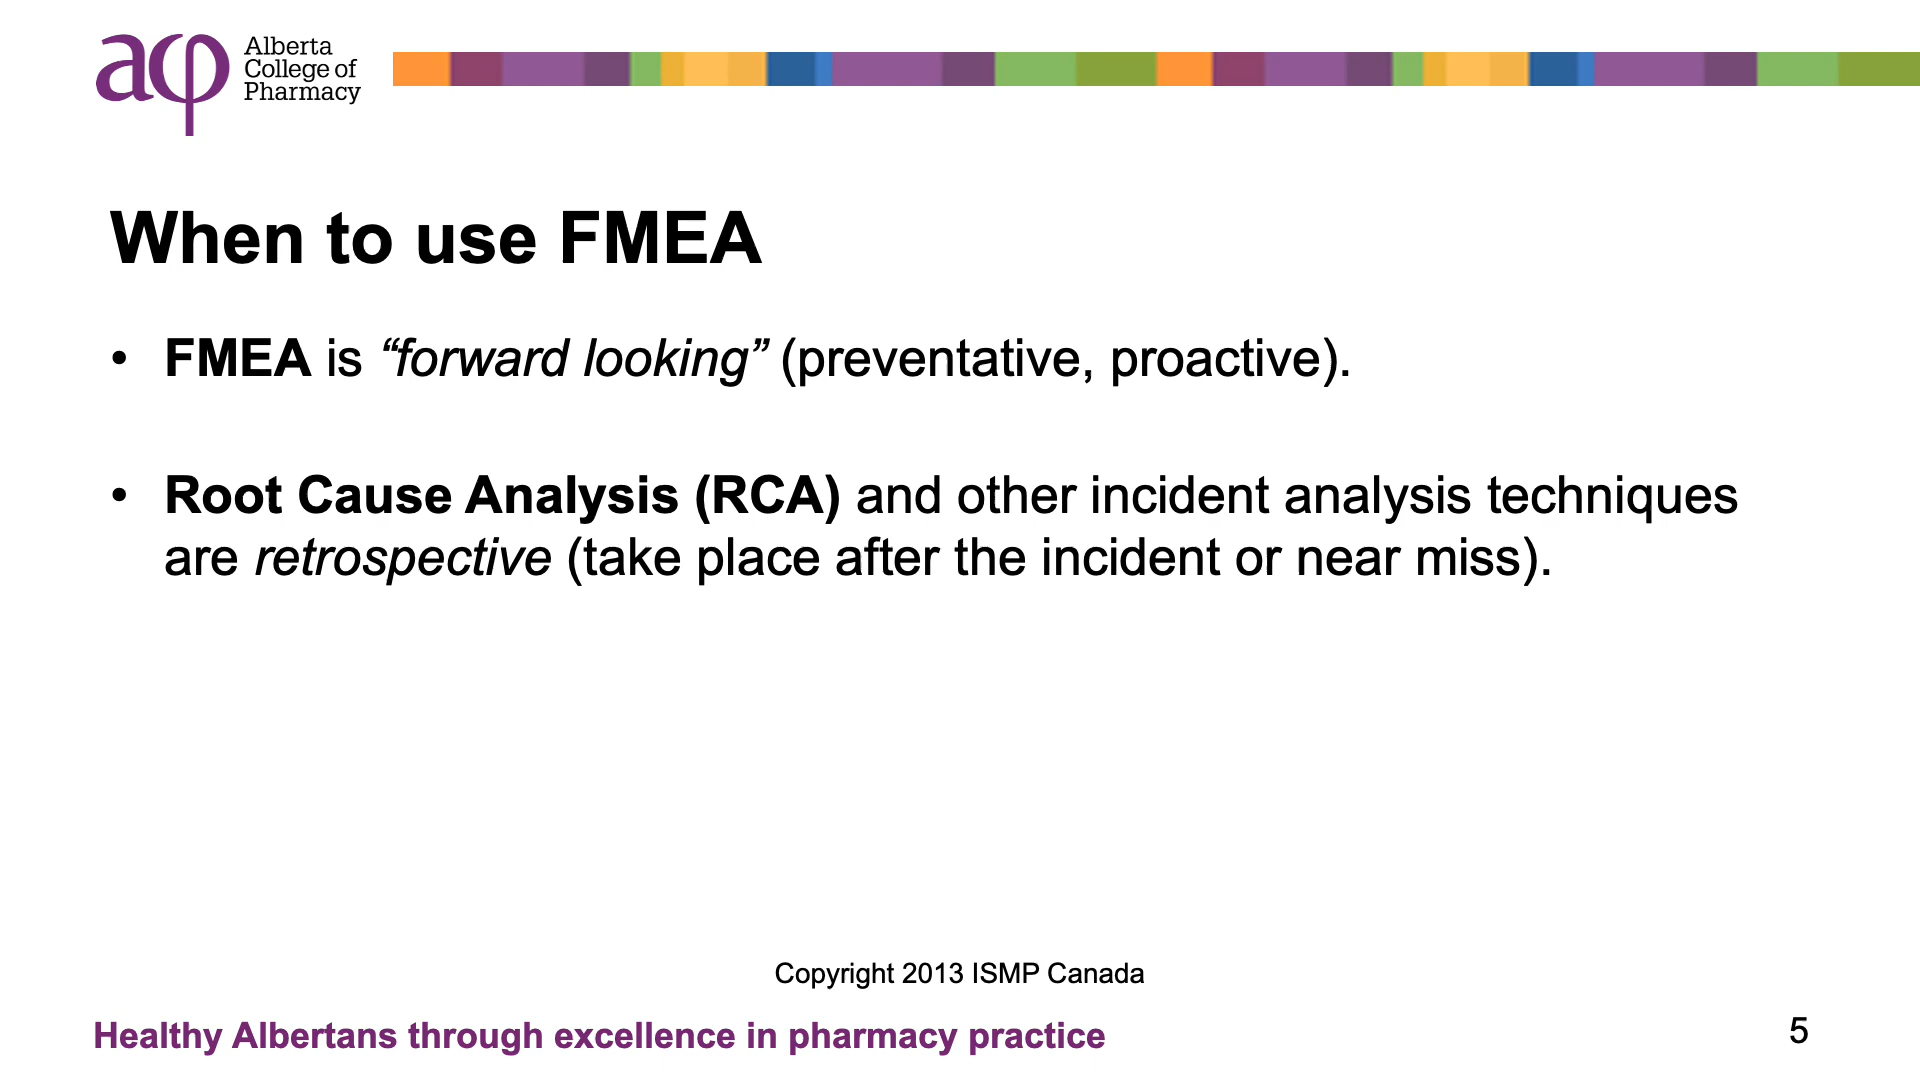 aφ
Alberta
College of
Pharmacy
When to use FMEA
• FMEA is “forward looking” (preventative, proactive).
• Root Cause Analysis (RCA) and other incident analysis techniques
are retrospective (take place after the incident or near miss).
Copyright 2013 ISMP Canada
Healthy Albertans through excellence in pharmacy practice
5